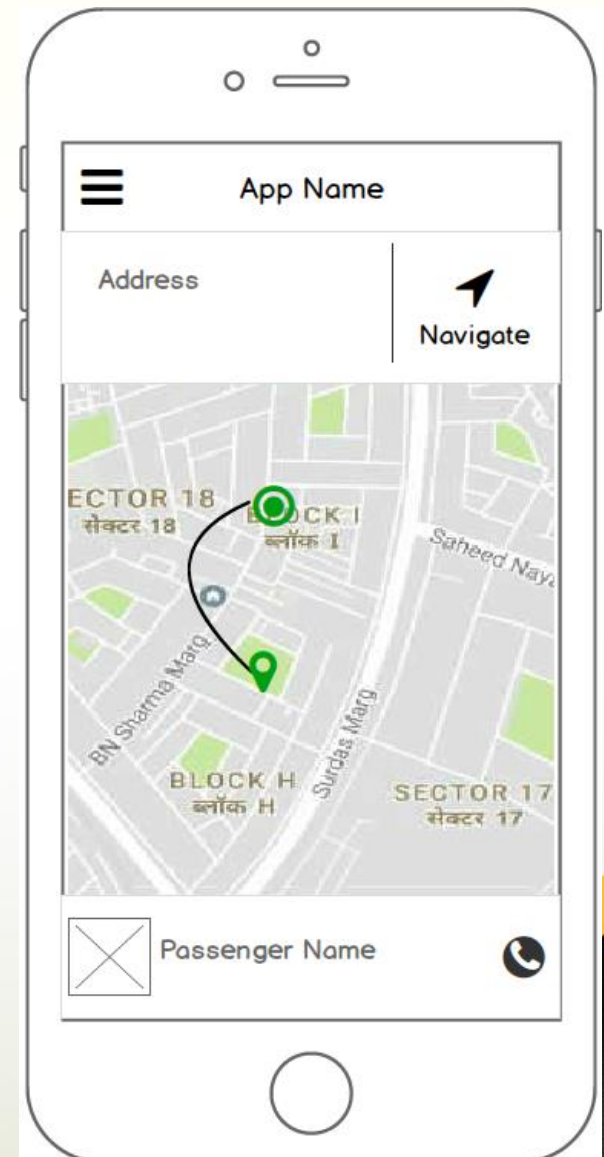 App Name
Address
Navigate
ECTOR 18
सेक्टर 18
BLOCK I
ब्लॉक I
Saheed Naya
BN Sharma Marg
Surdas Marg
BLOCK H
ब्लॉक H
SECTOR 17
सेक्टर 17
Passenger Name